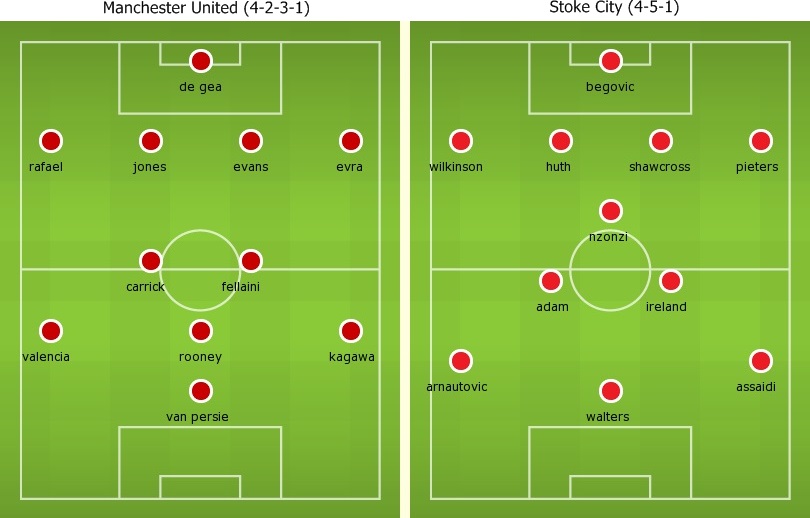 Manchester United (4-2-3-1)
de gea
rafael jones evans evra
carrick fellaini
valencia rooney kagawa
van persie
Stoke City (4-5-1)
begovic
wilkinson huth shawcross pieters
nzonzi
adam ireland
arnautovic assaidi
walters